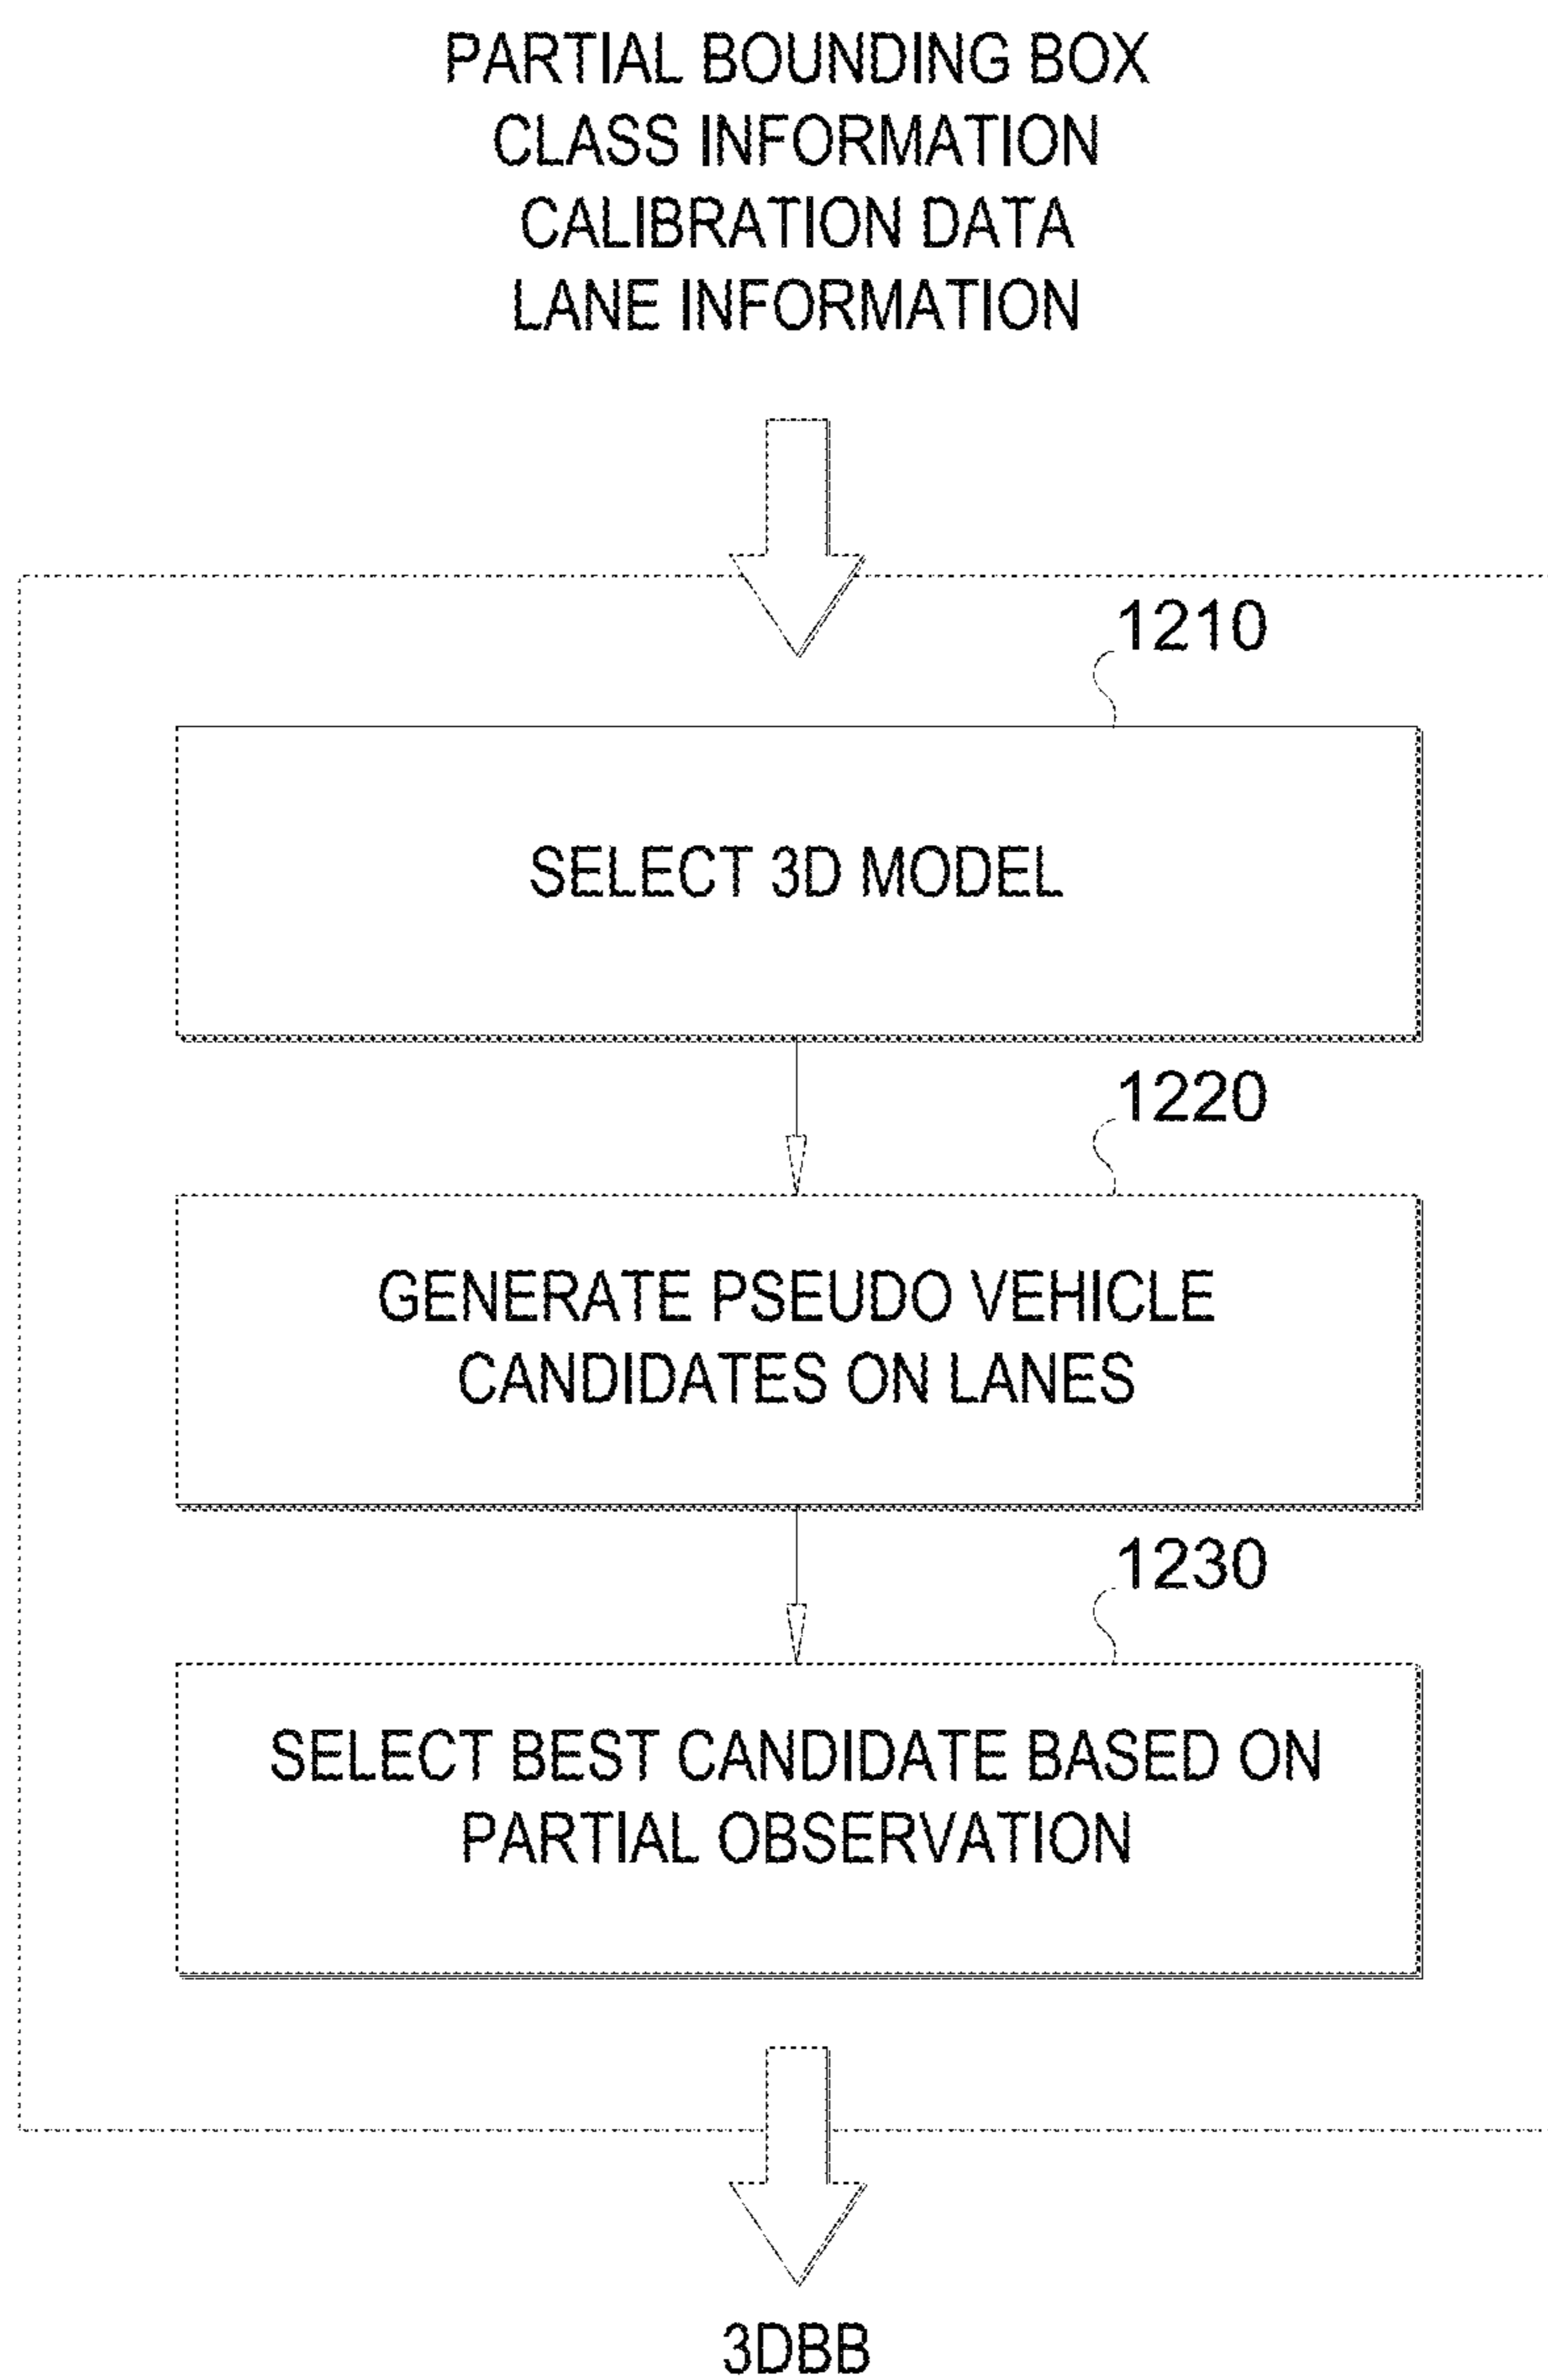 PARTIAL BOUNDING BOX
CLASS INFORMATION
CALIBRATION DATA
LANE INFORMATION
1210
SELECT 3D MODEL
1220
GENERATE PSEUDO VEHICLE
CANDIDATES ON LANES
1230
SELECT BEST CANDIDATE BASED ON
PARTIAL OBSERVATION
3DBB